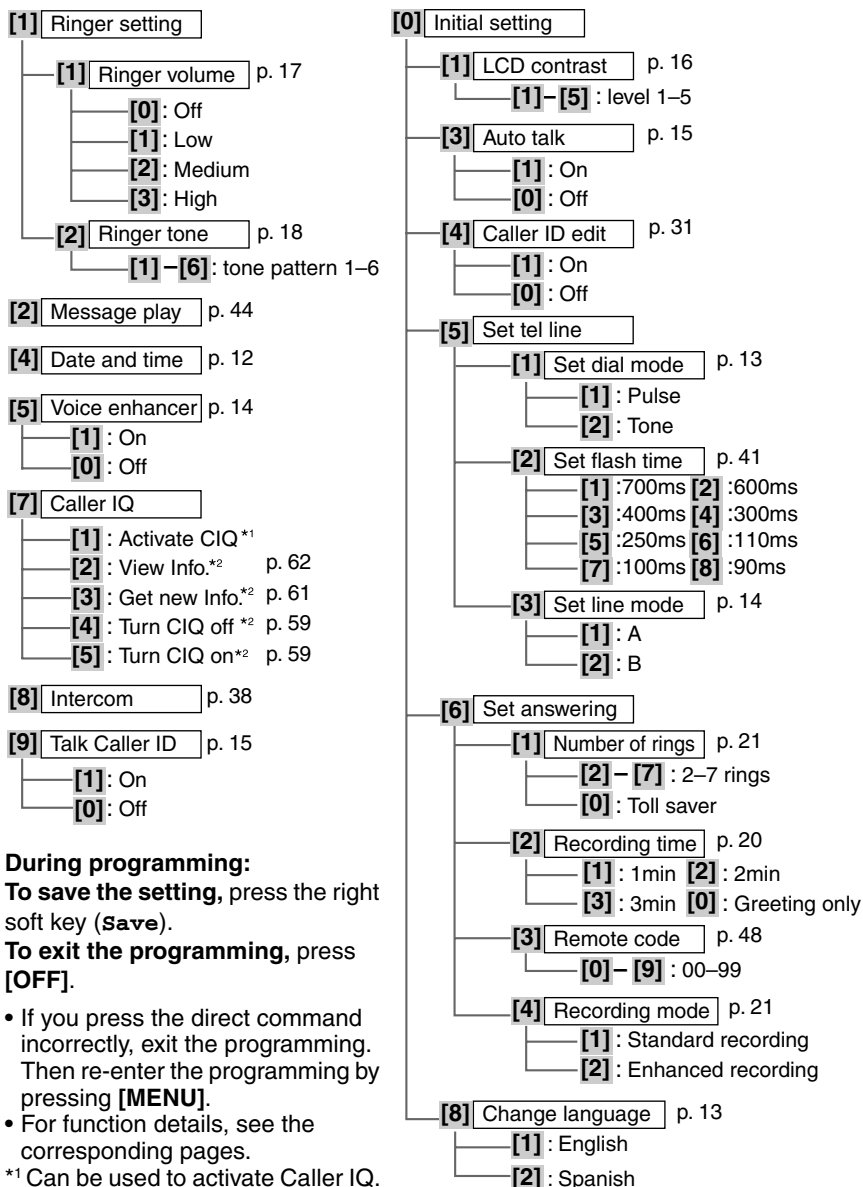 [1] Ringer setting
[1] Ringer volume p. 17
[0] : Off
[1] : Low
[2] : Medium
[3] : High
[2] Ringer tone p. 18
[1] – [6] : tone pattern 1–6
[2] Message play p. 44
[4] Date and time p. 12
[5] Voice enhancer p. 14
[1] : On
[0] : Off
[7] Caller IQ
[1] : Activate CIQ*1
[2] : View Info.*2 p. 62
[3] : Get new Info.*2 p. 61
[4] : Turn CIQ off *2 p. 59
[5] : Turn CIQ on*2 p. 59
[8] Intercom p. 38
[9] Talk Caller ID p. 15
[1] : On
[0] : Off
During programming:
To save the setting, press the right
soft key (Save).
To exit the programming, press
[OFF].
• If you press the direct command
incorrectly, exit the programming.
Then re-enter the programming by
pressing [MENU].
• For function details, see the
corresponding pages.
*1 Can be used to activate Caller IQ.
[0] Initial setting
[1] LCD contrast p. 16
[1] – [5] : level 1–5
[3] Auto talk p. 15
[1] : On
[0] : Off
[4] Caller ID edit p. 31
[1] : On
[0] : Off
[5] Set tel line
[1] Set dial mode p. 13
[1] : Pulse
[2] : Tone
[2] Set flash time p. 41
[1] :700ms [2] :600ms
[3] :400ms [4] :300ms
[5] :250ms [6] :110ms
[7] :100ms [8] :90ms
[3] Set line mode p. 14
[1] : A
[2] : B
[6] Set answering
[1] Number of rings p. 21
[2] – [7] : 2–7 rings
[0] : Toll saver
[2] Recording time p. 20
[1] : 1min [2] : 2min
[3] : 3min [0] : Greeting only
[3] Remote code p. 48
[0] – [9] : 00–99
[4] Recording mode p. 21
[1] : Standard recording
[2] : Enhanced recording
[8] Change language p. 13
[1] : English
[2] : Spanish